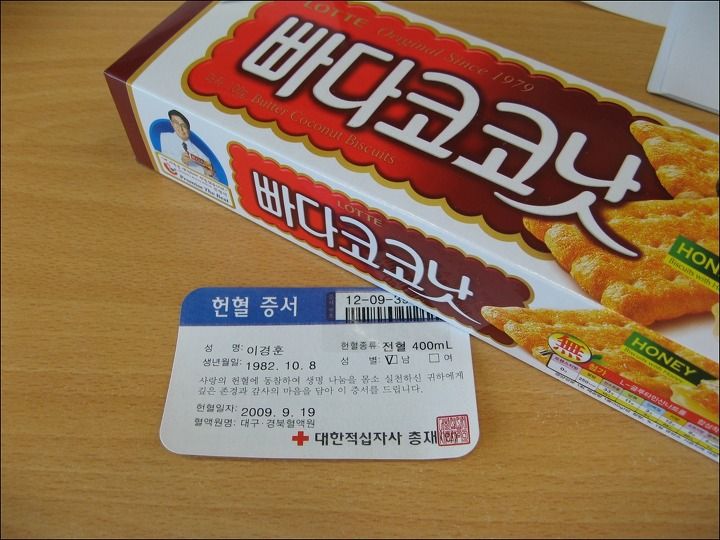 LOTTE
Original Since 1979
빠다코코낫
Butter Coconut Biscuits
LOTTE
빠다코코낫
Promise The Best
HONEY
HONEY
헌혈 증서
12-09-
성 명: 이경훈
헌혈종류: 전혈 400mL
생년월일: 1982. 10. 8
성 별: V 남 □ 여
사랑의 헌혈에 동참하여 생명 나눔을 몸소 실천하신 귀하에게
깊은 존경과 감사의 마음을 담아 이 증서를 드립니다.
헌혈일자: 2009. 9. 19
혈액원명: 대구·경북혈액원
대한적십자사 총재